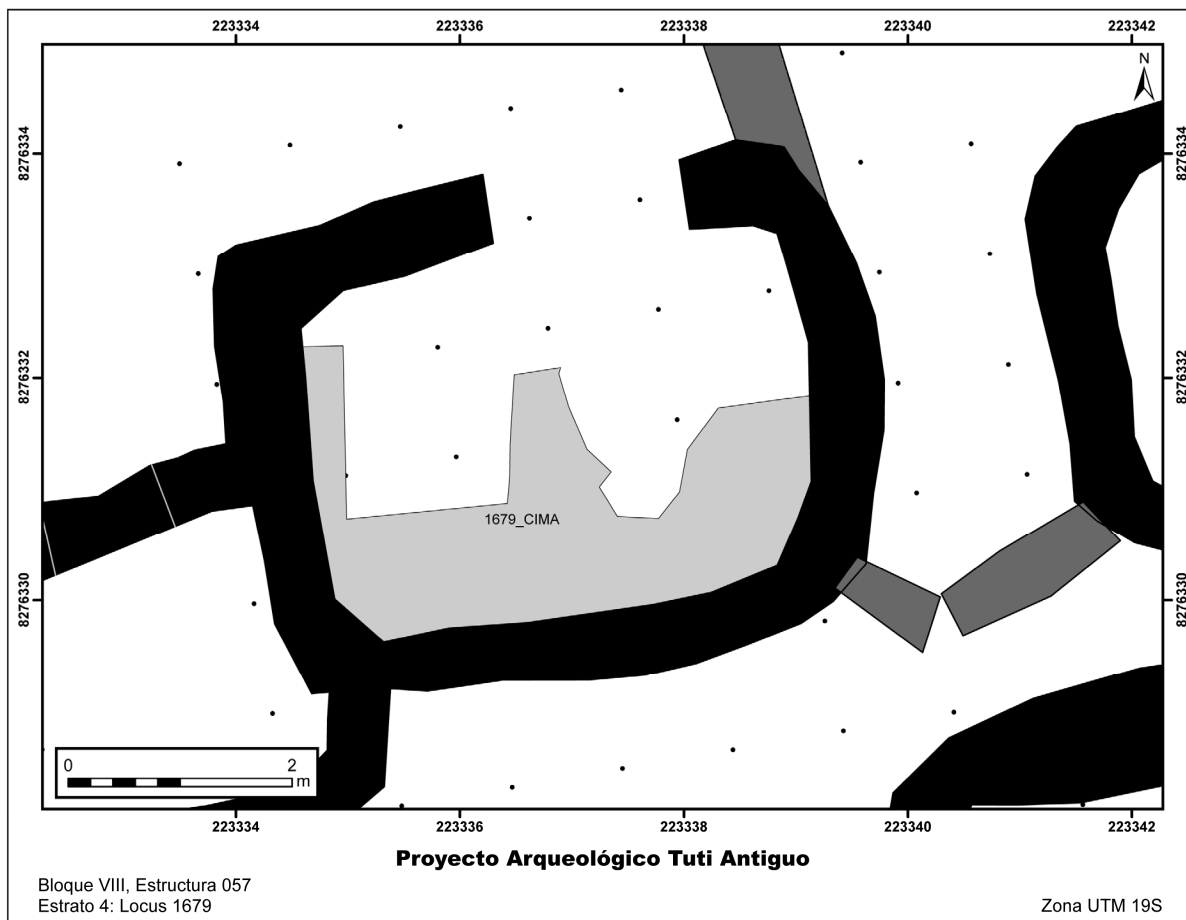 223334 223336 223338 223340 223342
N
8276334 8276334
8276332 8276332
1679_CIMA
8276330 8276330
0 2
m
223334 223336 223338 223340 223342
Proyecto Arqueológico Tuti Antiguo
Bloque VIII, Estructura 057
Estrato 4: Locus 1679 Zona UTM 19S